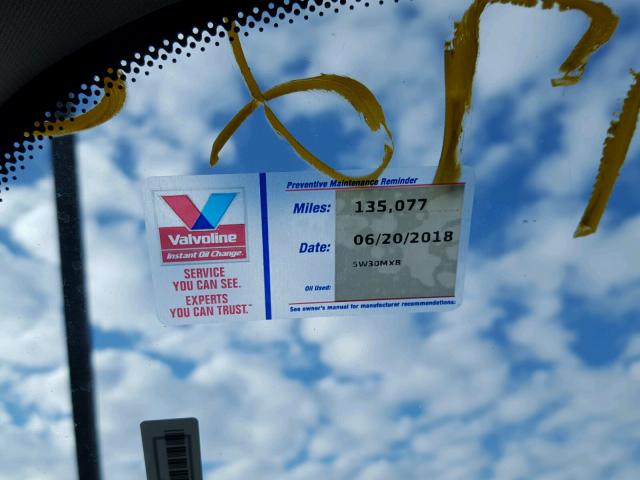 Preventive Maintenance Reminder
Valvoline
Instant Oil Change
SERVICE
YOU CAN SEE.
EXPERTS
YOU CAN TRUST.
Miles: 135,077
Date: 06/20/2018
5W30MXB
Oil Used:
See owner's manual for manufacturer recommendations.